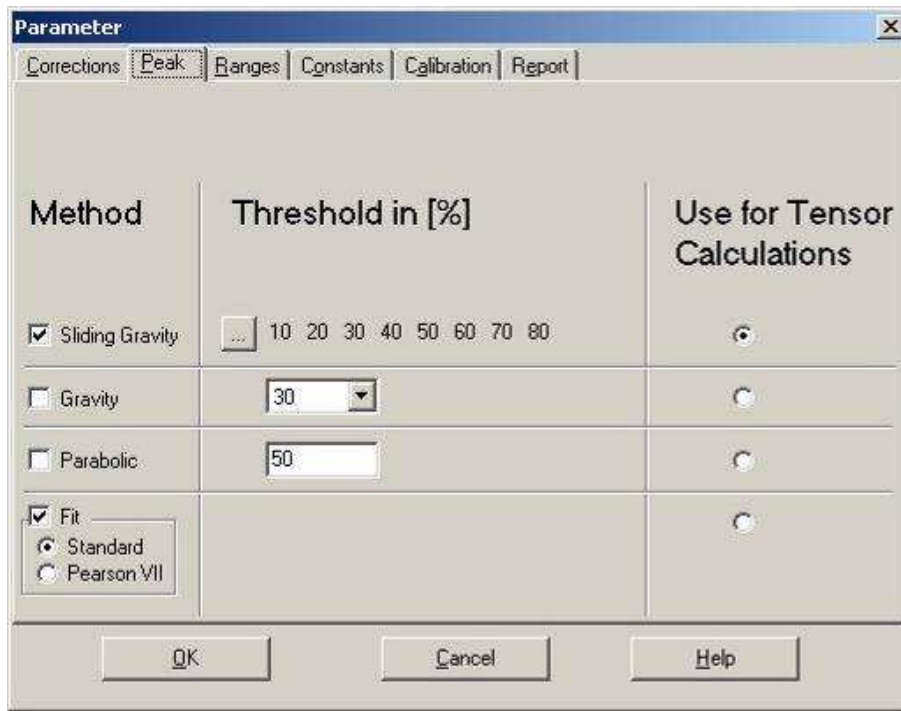 Parameter
Corrections Peak Ranges Constants Calibration Report
Method Threshold in [%] Use for Tensor
Calculations
Sliding Gravity ... 10 20 30 40 50 60 70 80
Gravity 30
Parabolic 50
Fit
Standard
Pearson VII
OK Cancel Help